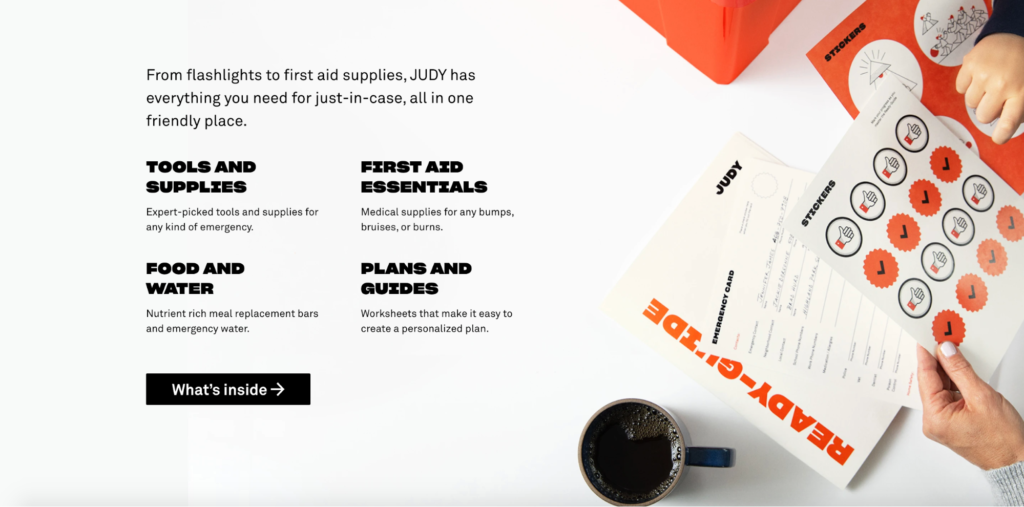 From flashlights to first aid supplies, JUDY has
everything you need for just-in-case, all in one
friendly place.
TOOLS AND
SUPPLIES
Expert-picked tools and supplies for
any kind of emergency.
FIRST AID
ESSENTIALS
Medical supplies for any bumps,
bruises, or burns.
FOOD AND
WATER
Nutrient rich meal replacement bars
and emergency water.
PLANS AND
GUIDES
Worksheets that make it easy to
create a personalized plan.
What's inside →
STICKERS
STICKERS
JUDY
EMERGENCY CARD
READY-GUIDE